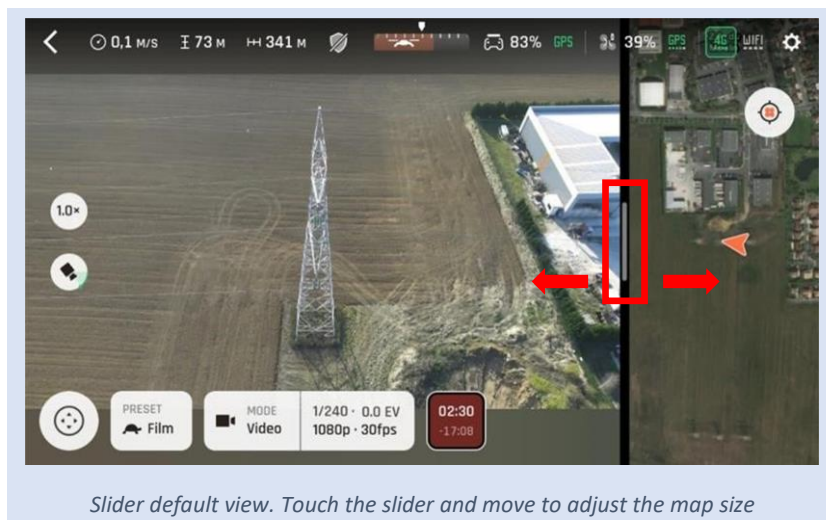 0,1 M/S 73 M 341 M 83% GPS 39% GPS 4G WIFI
1.0×
PRESET
Film
MODE
Video
1/240 · 0.0 EV
1080p · 30fps
02:30
-17:08
Slider default view. Touch the slider and move to adjust the map size